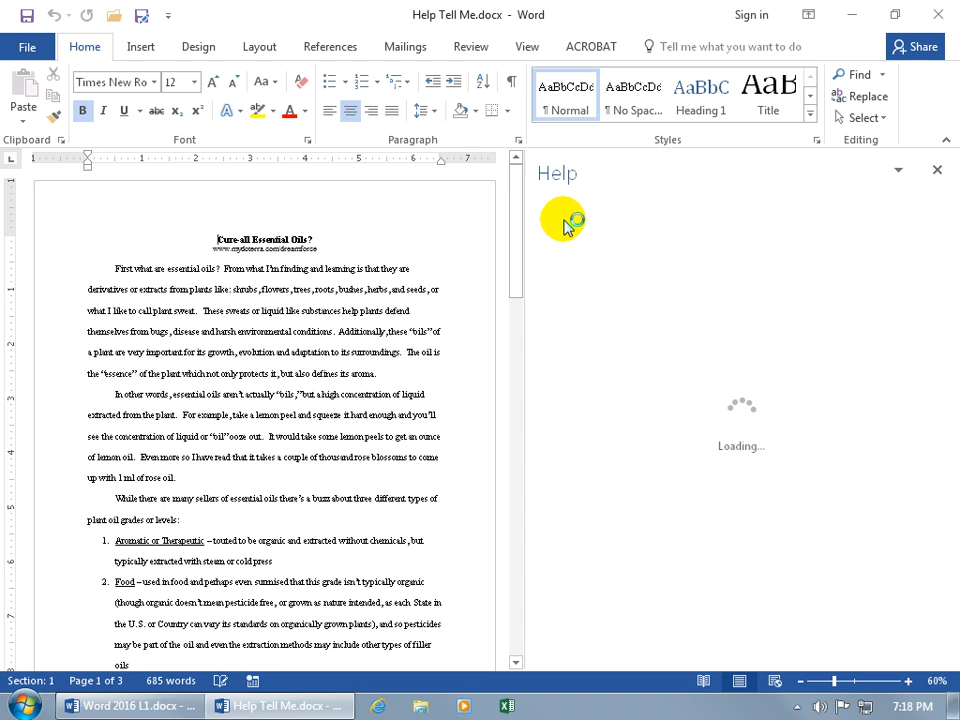 Help Tell Me.docx - Word
Sign in
File Home Insert Design Layout References Mailings Review View ACROBAT Tell me what you want to do Share
Times New Ro 12 Aa
Paste
B I U abc x₂ x² A A
AaBbCcDc AaBbCcDc AaBbC AaB
¶ Normal ¶ No Spac... Heading 1 Title
Find
Replace
Select
Clipboard Font Paragraph Styles Editing
1 1 2 3 4 5 6 7
Help
Cure-all Essential Oils?
www.mydoterra.com/dreamforce
First what are essential oils? From what I'm finding and learning is that they are
derivatives or extracts from plants like: shrubs, flowers, trees, roots, bushes, herbs, and seeds, or
what I like to call plant sweat. These sweats or liquid like substances help plants defend
themselves from bugs, disease and harsh environmental conditions. Additionally, these "oils" of
a plant are very important for its growth, evolution and adaptation to its surroundings. The oil is
the "essence" of the plant which not only protects it, but also defines its aroma.
In other words, essential oils aren't actually "oils," but a high concentration of liquid
extracted from the plant. For example, take a lemon peel and squeeze it hard enough and you'll
see the concentration of liquid or "oil" ooze out. It would take some lemon peels to get an ounce
of lemon oil. Even more so I have read that it takes a couple of thousand rose blossoms to come
up with 1 ml of rose oil.
While there are many sellers of essential oils there's a buzz about three different types of
plant oil grades or levels:
1. Aromatic or Therapeutic – touted to be organic and extracted without chemicals, but
typically extracted with steam or cold press
2. Food – used in food and perhaps even surmised that this grade isn't typically organic
(though organic doesn't mean pesticide free, or grown as nature intended, as each State in
the U.S. or Country can vary its standards on organically grown plants), and so pesticides
may be part of the oil and even the extraction methods may include other types of filler
oils
Loading...
Section: 1 Page 1 of 3 685 words
60%
Word 2016 L1.docx - ... Help Tell Me.docx - ...
7:18 PM